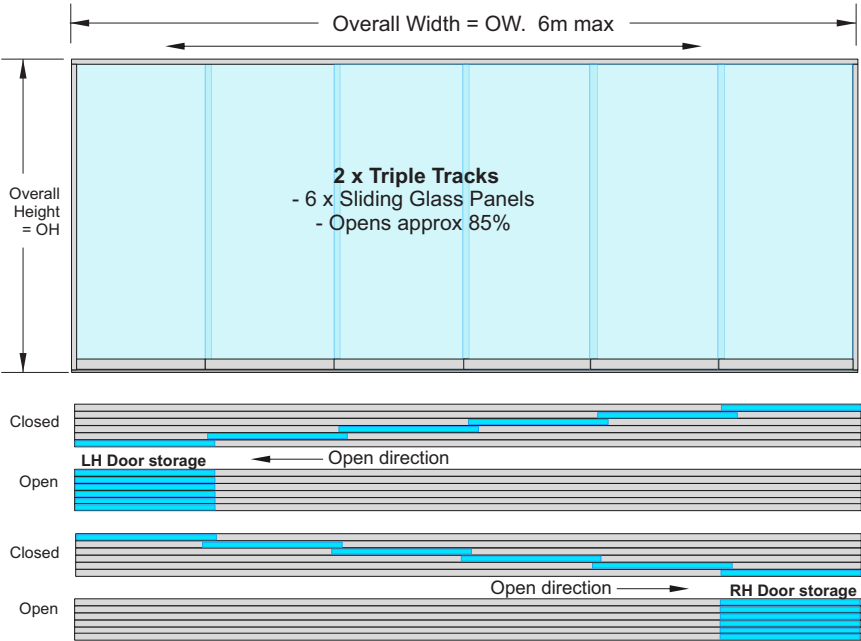 Overall Width = OW.  6m max
Overall
Height
= OH
2 x Triple Tracks
- 6 x Sliding Glass Panels
- Opens approx 85%
Closed
LH Door storage
Open direction
Open
Closed
Open direction
RH Door storage
Open